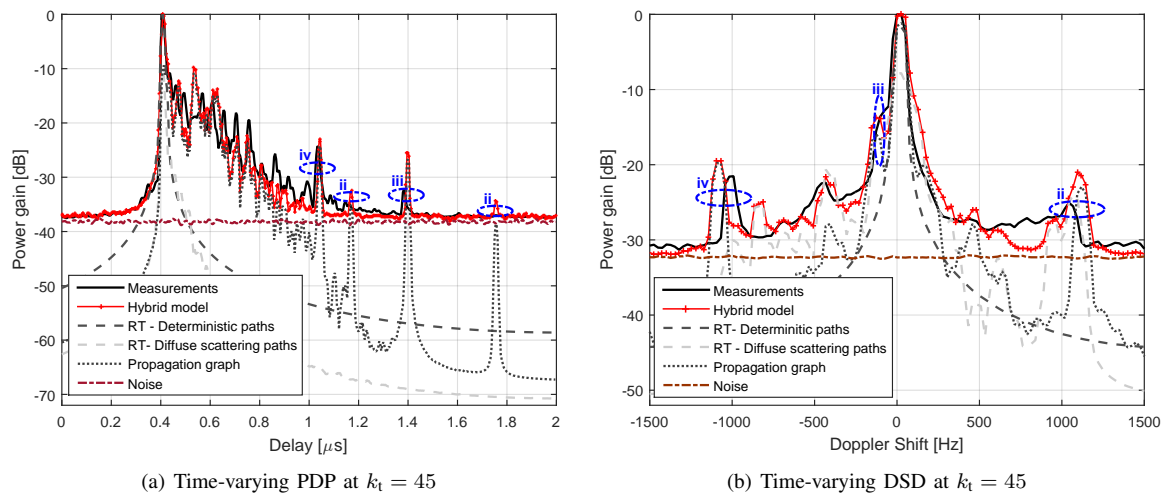 0
-10
-20
-30
-40
-50
-60
-70
Power gain [dB]
iv
ii
iii
ii
Measurements
Hybrid model
RT - Deterministic paths
RT- Diffuse scattering paths
Propagation graph
Noise
0 0.2 0.4 0.6 0.8 1 1.2 1.4 1.6 1.8 2
Delay [μs]
(a) Time-varying PDP at kt = 45
0
-10
-20
-30
-40
-50
Power gain [dB]
iii
iv
ii
Measurements
Hybrid model
RT- Determinitic paths
RT - Diffuse scattering paths
Propagation graph
Noise
-1500 -1000 -500 0 500 1000 1500
Doppler Shift [Hz]
(b) Time-varying DSD at kt = 45